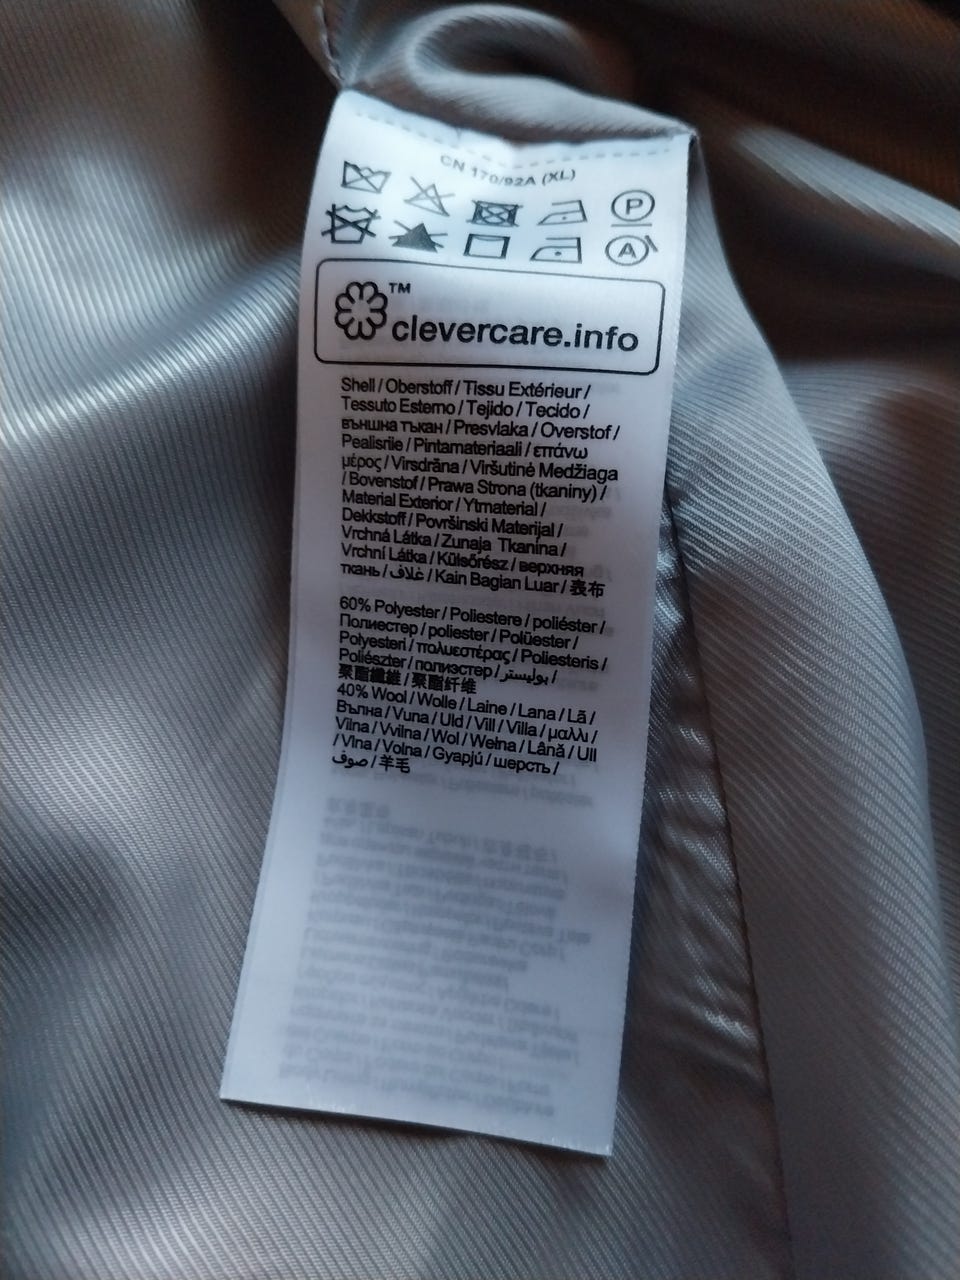 CN 170/92A (XL)
P
A
™
clevercare.info
Shell / Oberstoff / Tissu Extérieur /
Tessuto Esterno / Tejido / Tecido /
външна тъкан / Presvlaka / Overstof /
Pealisriie / Pintamateriaali / επάνω
μέρος / Virsdrāna / Viršutinė Medžiaga
/ Bovenstof / Prawa Strona (tkaniny) /
Material Exterior / Ytmaterial /
Dekkstoff / Površinski Materijal /
Vrchná Látka / Zunaja Tkanina /
Vrchní Látka / Külsőrész / верхняя
ткань / غلاف / Kain Bagian Luar / 表布
60% Polyester / Poliestere / poliéster /
Полиестер / poliester / Polüester /
Polyesteri / πολυεστέρας / Poliesteris /
Poliészter / полиэстер / بوليستر /
聚酯纖維 / 聚酯纤维
40% Wool / Wolle / Laine / Lana / Lã /
Вълна / Vuna / Uld / Vill / Villa / μαλλι /
Vilna / Vvilna / Wol / Wełna / Lână / Ull
/ Vlna / Volna / Gyapjú / шерсть /
صوف / 羊毛